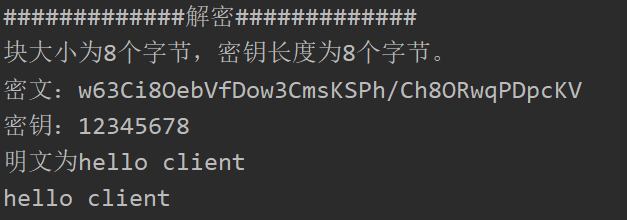 #############解密#############
块大小为8个字节，密钥长度为8个字节。
密文：w63Ci8OebVfDow3CmsKSPh/Ch8ORwqPDpcKV
密钥：12345678
明文为hello client
hello client